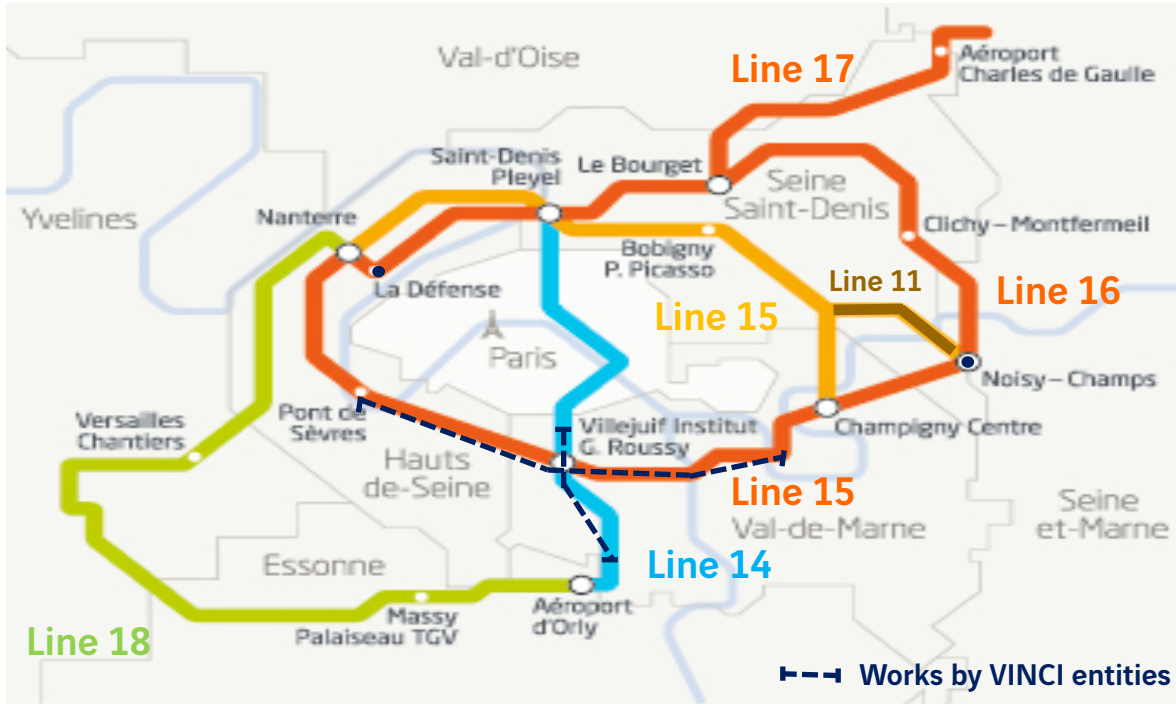 Val-d'Oise
Line 17
Aéroport
Charles de Gaulle
Saint-Denis
Pleyel
Le Bourget
Seine
Saint-Denis
Yvelines
Nanterre
Clichy – Montfermeil
Bobigny
P. Picasso
La Défense
Line 11
Line 16
Line 15
Paris
Noisy – Champs
Versailles
Chantiers
Pont de
Sèvres
Villejuif Institut
G. Roussy
Champigny Centre
Hauts
de-Seine
Line 15
Val-de-Marne
Seine
et-Marne
Essonne
Line 14
Aéroport
d'Orly
Massy
Palaiseau TGV
Line 18
Works by VINCI entities